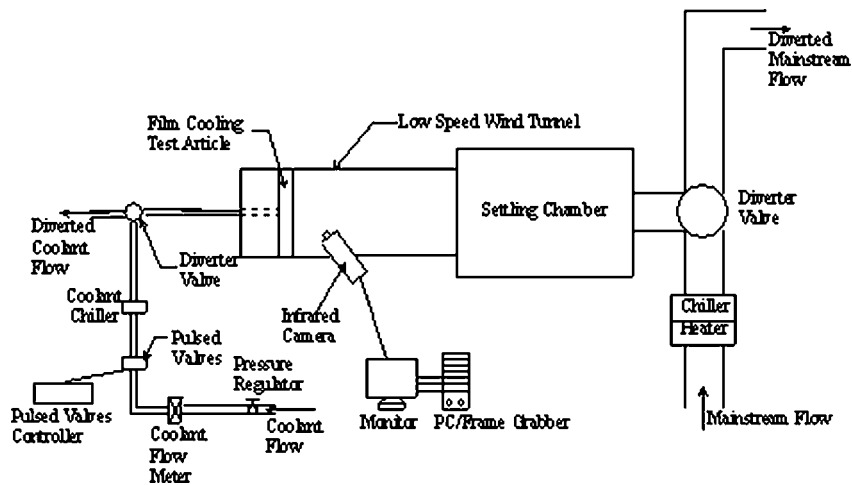 Diverted
Mainstream
Flow
Film Cooling
Test Article
Low Speed Wind Tunnel
Settling Chamber
Diverter
Valve
Diverted
Coolant
Flow
Diverter
Valve
Coolant
Chiller
Infrared
Camera
Chiller
Heater
Pulsed
Valves
Pressure
Regulator
Pulsed Valves
Controller
Coolant
Flow
Meter
Coolant
Flow
Monitor
PC/Frame Grabber
Mainstream Flow